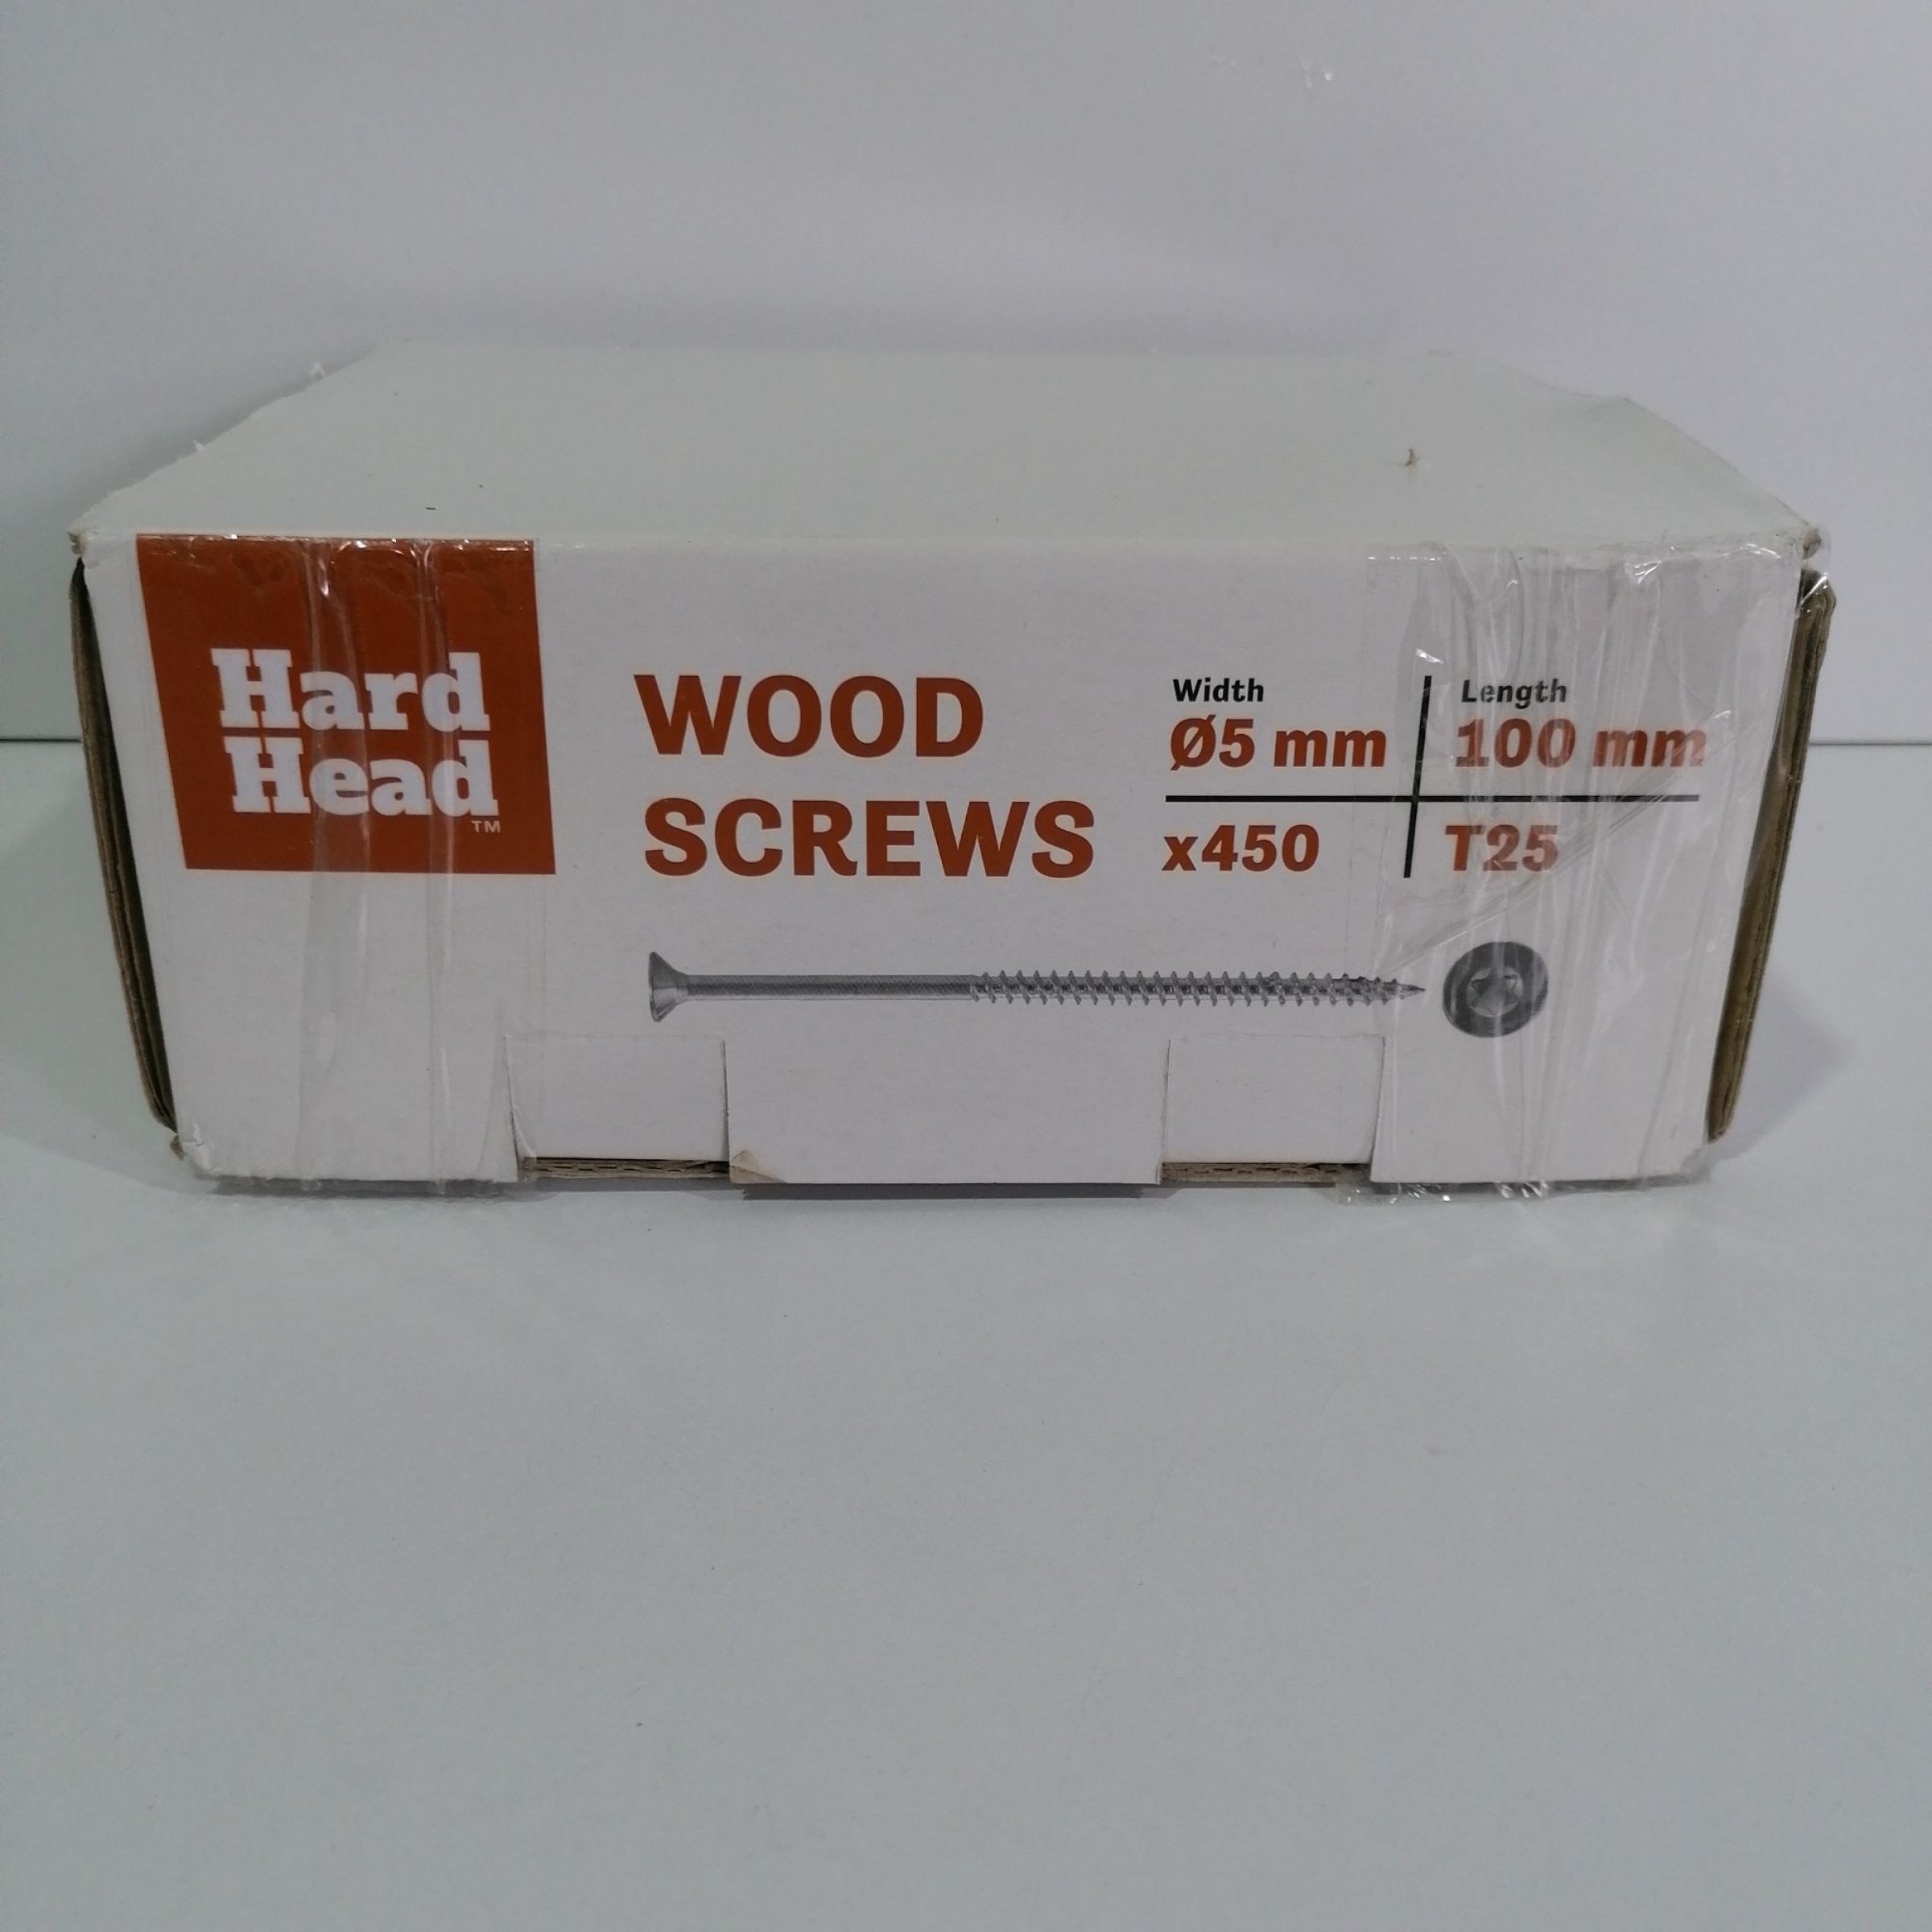 Hard
Head
TM
WOOD
SCREWS
Width
Ø5 mm
Length
100 mm
x450
T25